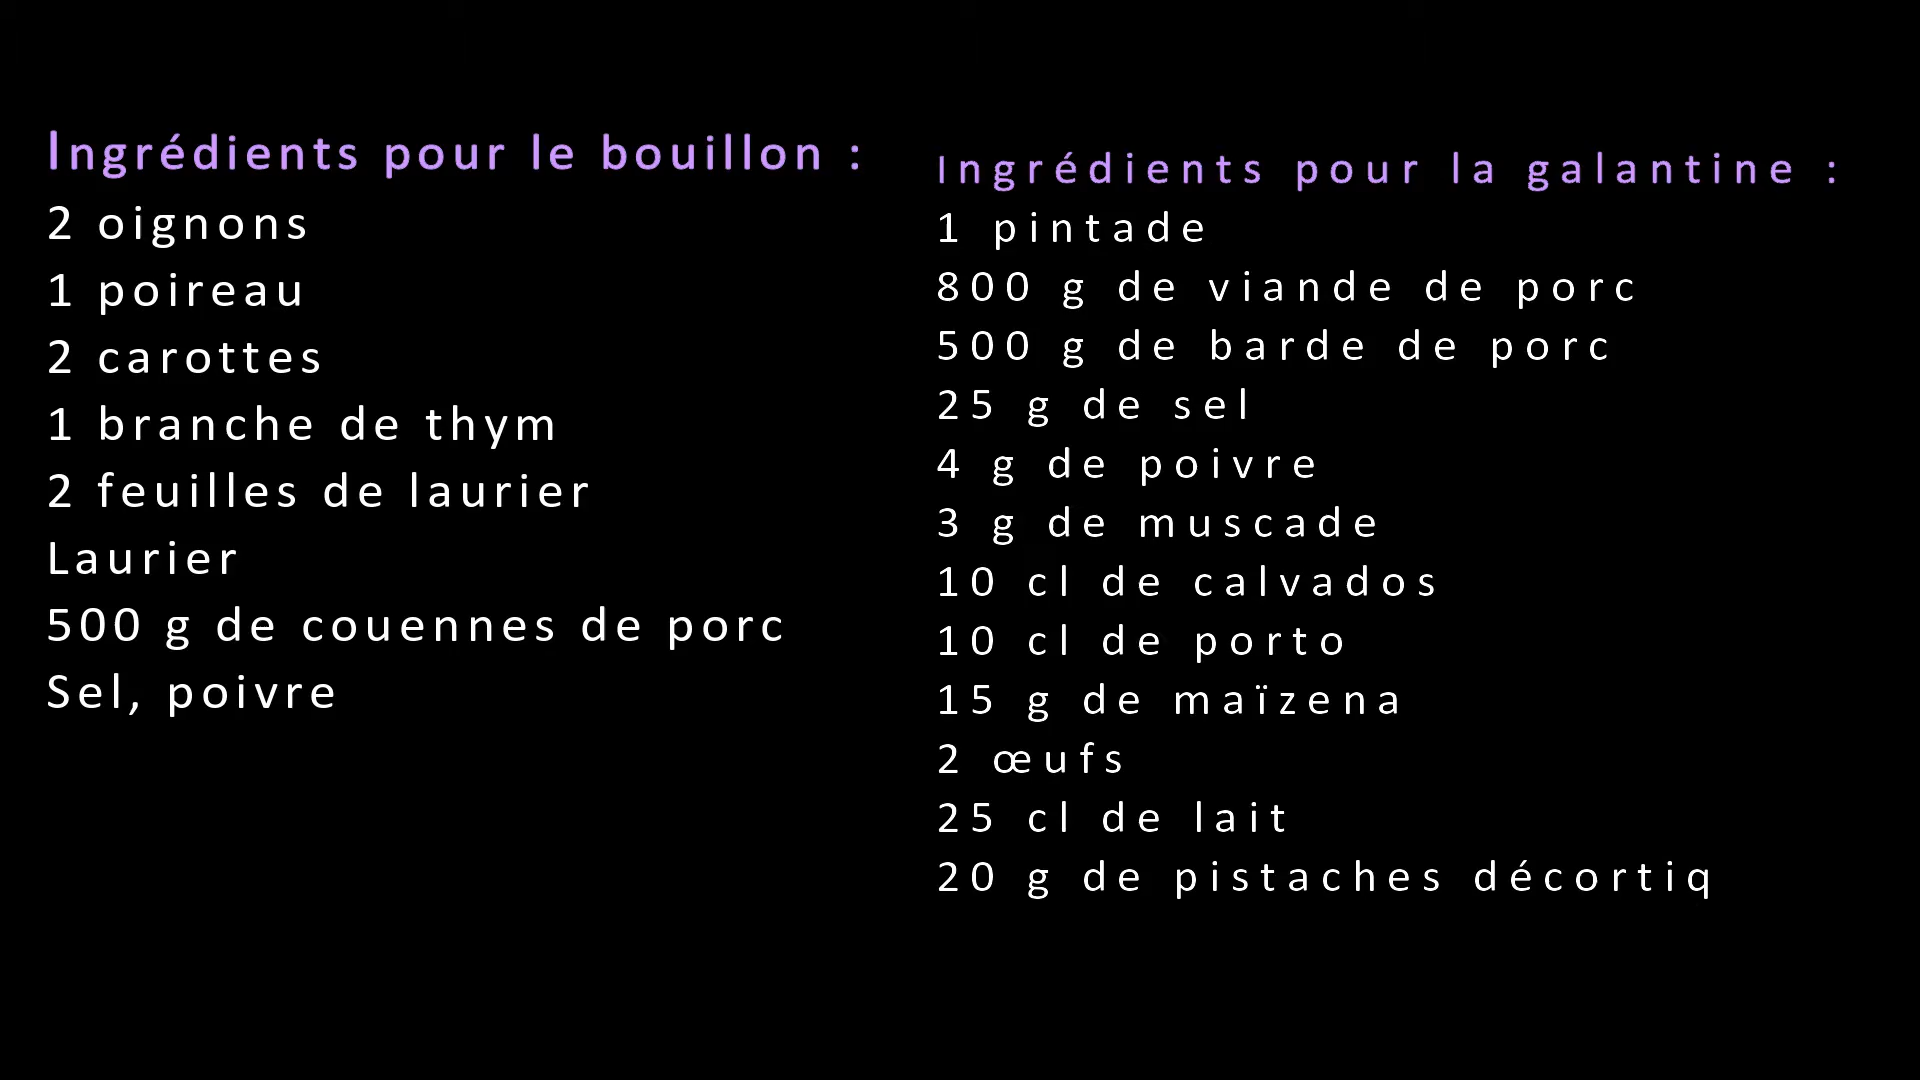 Ingrédients pour le bouillon :
2 oignons
1 poireau
2 carottes
1 branche de thym
2 feuilles de laurier
Laurier
500 g de couennes de porc
Sel, poivre
Ingrédients pour la galantine :
1 pintade
800 g de viande de porc
500 g de barde de porc
25 g de sel
4 g de poivre
3 g de muscade
10 cl de calvados
10 cl de porto
15 g de maïzena
2 œufs
25 cl de lait
20 g de pistaches décortiq